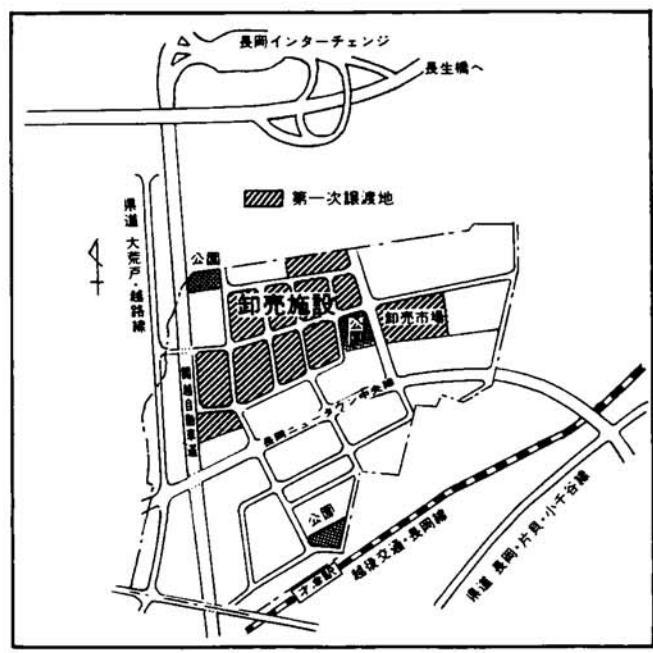 長岡インターチェンジ
長生橋へ
第一次譲渡地
県道 大荒戸・越路線
公園
卸売施設
公園
卸売市場
関越自動車道
長岡ニュータウン中央線
公園
越後交通・長岡線
県道 長岡・片貝・小千谷線